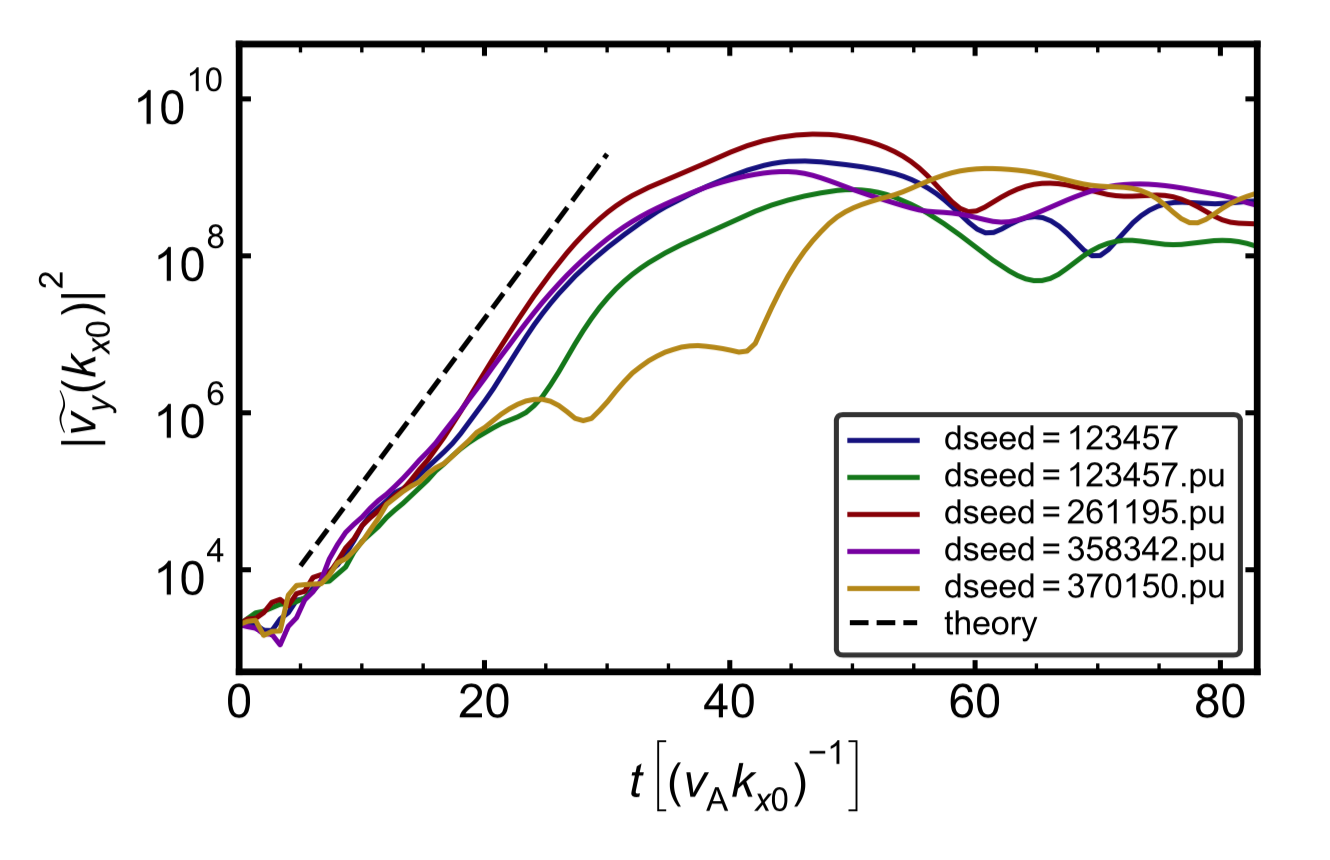 10^10
10^8
10^6
10^4
|ṽ_y(k_x0)|^2
dseed = 123457
dseed = 123457.pu
dseed = 261195.pu
dseed = 358342.pu
dseed = 370150.pu
theory
0 20 40 60 80
t [(v_A k_x0)^−1]